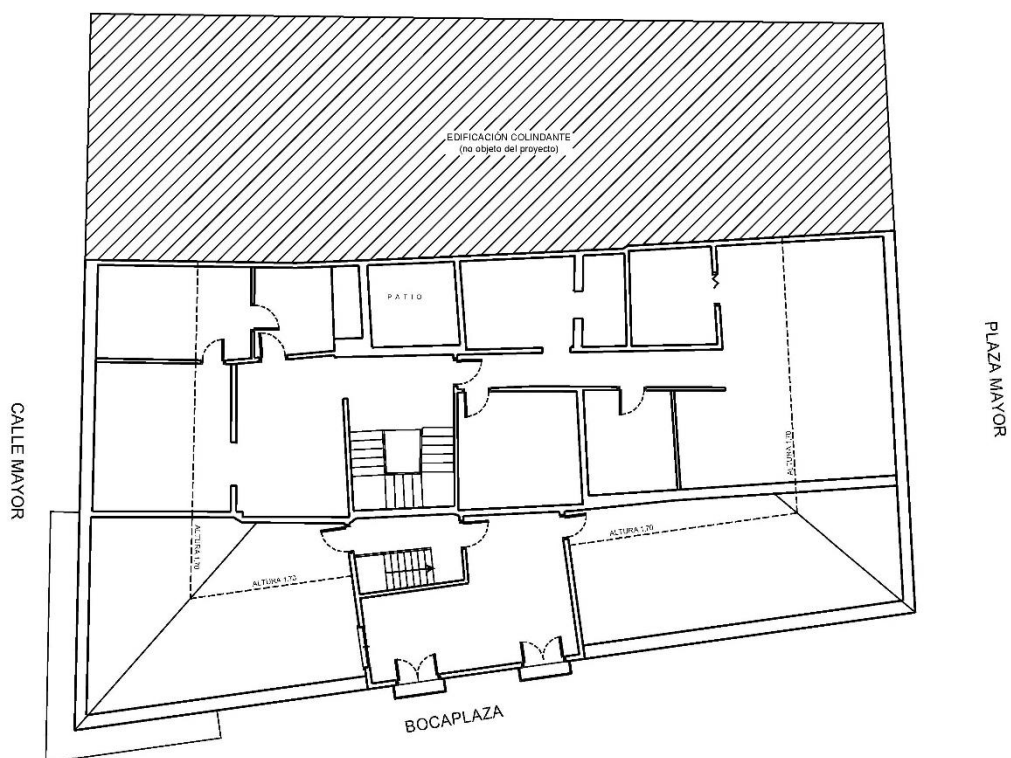 EDIFICACIÓN COLINDANTE
(no objeto del proyecto)
PATIO
PLAZA MAYOR
CALLE MAYOR
ALTURA 1.70
ALTURA 1.70
ALTURA 1.70
ALTURA 1.70
BOCAPLAZA